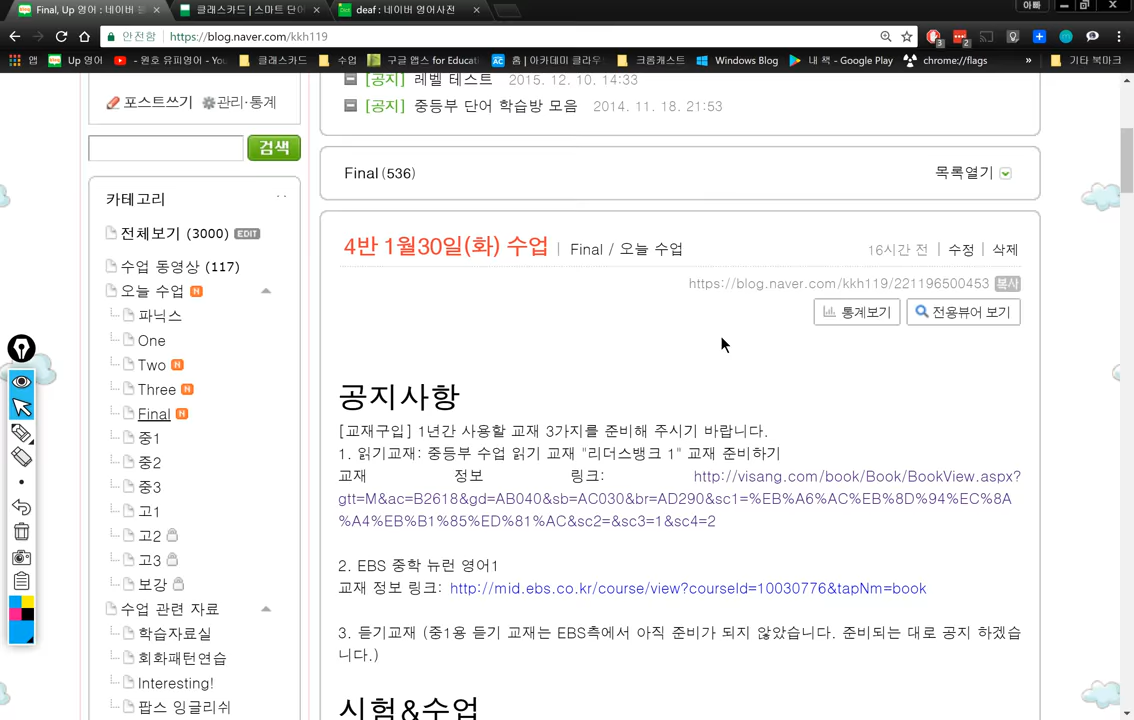 Final, Up 영어 : 네이버 블
클래스카드 | 스마트 단어
deaf : 네이버 영어사전
아빠
안전함
https://blog.naver.com/kkh119
3
2
앱
Up 영어
- 원호 유피영어 - You
클래스카드
수업
구글 앱스 for Educati
홈 | 아카데미 클라우
크롬캐스트
Windows Blog
내 책 - Google Play
chrome://flags
»
기타 북마크
포스트쓰기
관리·통계
검색
카테고리
전체보기 (3000) EDIT
수업 동영상 (117)
오늘 수업 N
파닉스
One
Two N
Three N
Final N
중1
중2
중3
고1
고2
고3
보강
수업 관련 자료
학습자료실
회화패턴연습
Interesting!
팝스 잉글리쉬
[공지] 레벨 테스트 2015. 12. 10. 14:33
[공지] 중등부 단어 학습방 모음 2014. 11. 18. 21:53
Final (536)
목록열기
4반 1월30일(화) 수업 | Final / 오늘 수업
16시간 전 | 수정 | 삭제
https://blog.naver.com/kkh119/221196500453 복사
통계보기
전용뷰어 보기
공지사항
[교재구입] 1년간 사용할 교재 3가지를 준비해 주시기 바랍니다.
1. 읽기교재: 중등부 수업 읽기 교재 "리더스뱅크 1" 교재 준비하기
교재 정보 링크: http://visang.com/book/Book/BookView.aspx?
gtt=M&ac=B2618&gd=AB040&sb=AC030&br=AD290&sc1=%EB%A6%AC%EB%8D%94%EC%8A
%A4%EB%B1%85%ED%81%AC&sc2=&sc3=1&sc4=2
2. EBS 중학 뉴런 영어1
교재 정보 링크: http://mid.ebs.co.kr/course/view?courseId=10030776&tapNm=book
3. 듣기교재 (중1용 듣기 교재는 EBS측에서 아직 준비가 되지 않았습니다. 준비되는 대로 공지 하겠습
니다.)
시험&수업